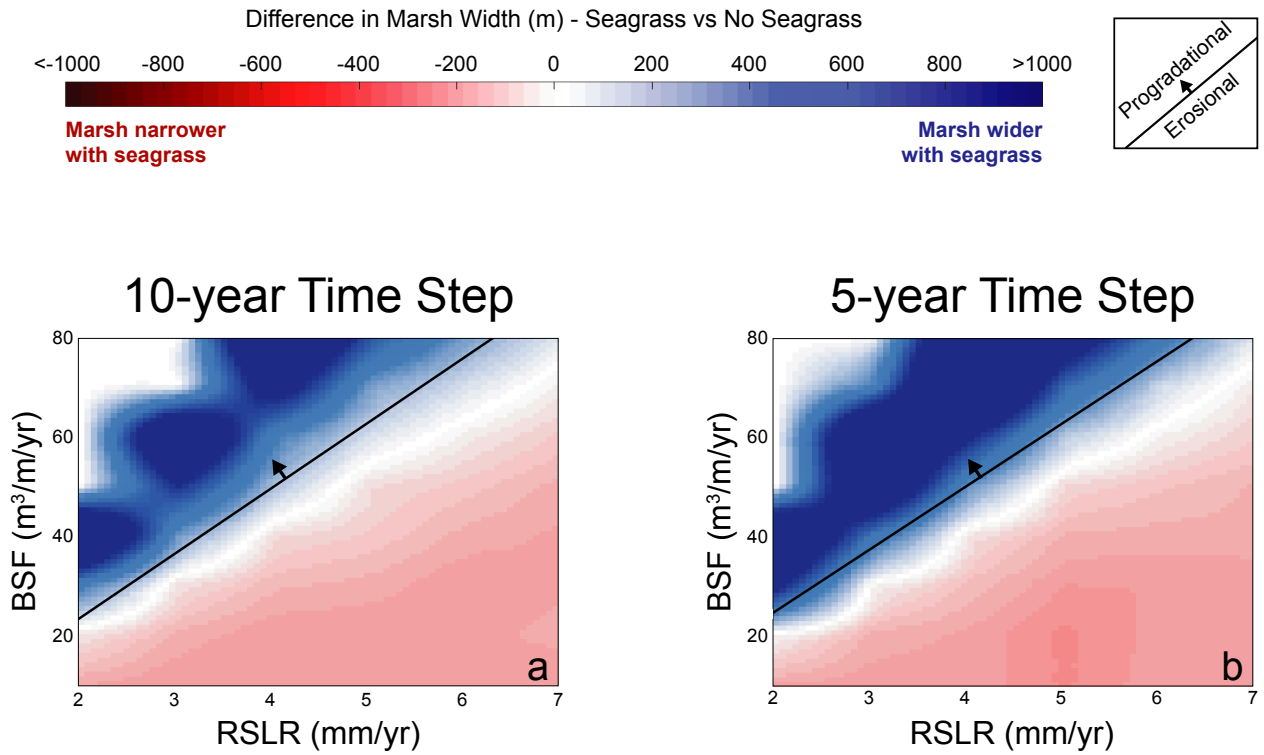 Difference in Marsh Width (m) - Seagrass vs No Seagrass
<-1000 -800 -600 -400 -200 0 200 400 600 800 >1000
Marsh narrower
with seagrass
Marsh wider
with seagrass
Progradational
Erosional
10-year Time Step
80
60
40
20
BSF (m³/m/yr)
a
2 3 4 5 6 7
RSLR (mm/yr)
5-year Time Step
80
60
40
20
BSF (m³/m/yr)
b
2 3 4 5 6 7
RSLR (mm/yr)